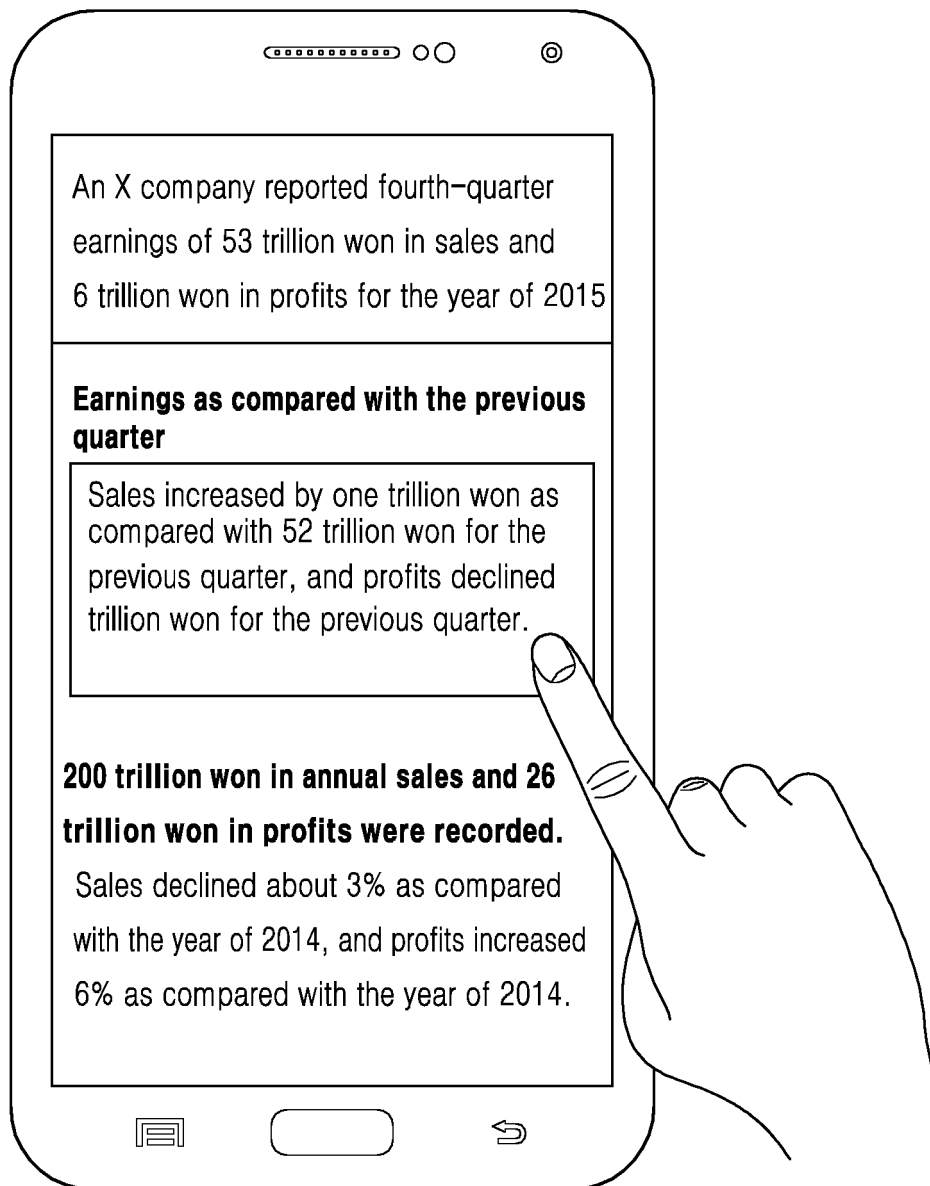 An X company reported fourth-quarter
earnings of 53 trillion won in sales and
6 trillion won in profits for the year of 2015
Earnings as compared with the previous
quarter
Sales increased by one trillion won as
compared with 52 trillion won for the
previous quarter, and profits declined
trillion won for the previous quarter.
200 trillion won in annual sales and 26
trillion won in profits were recorded.
Sales declined about 3% as compared
with the year of 2014, and profits increased
6% as compared with the year of 2014.